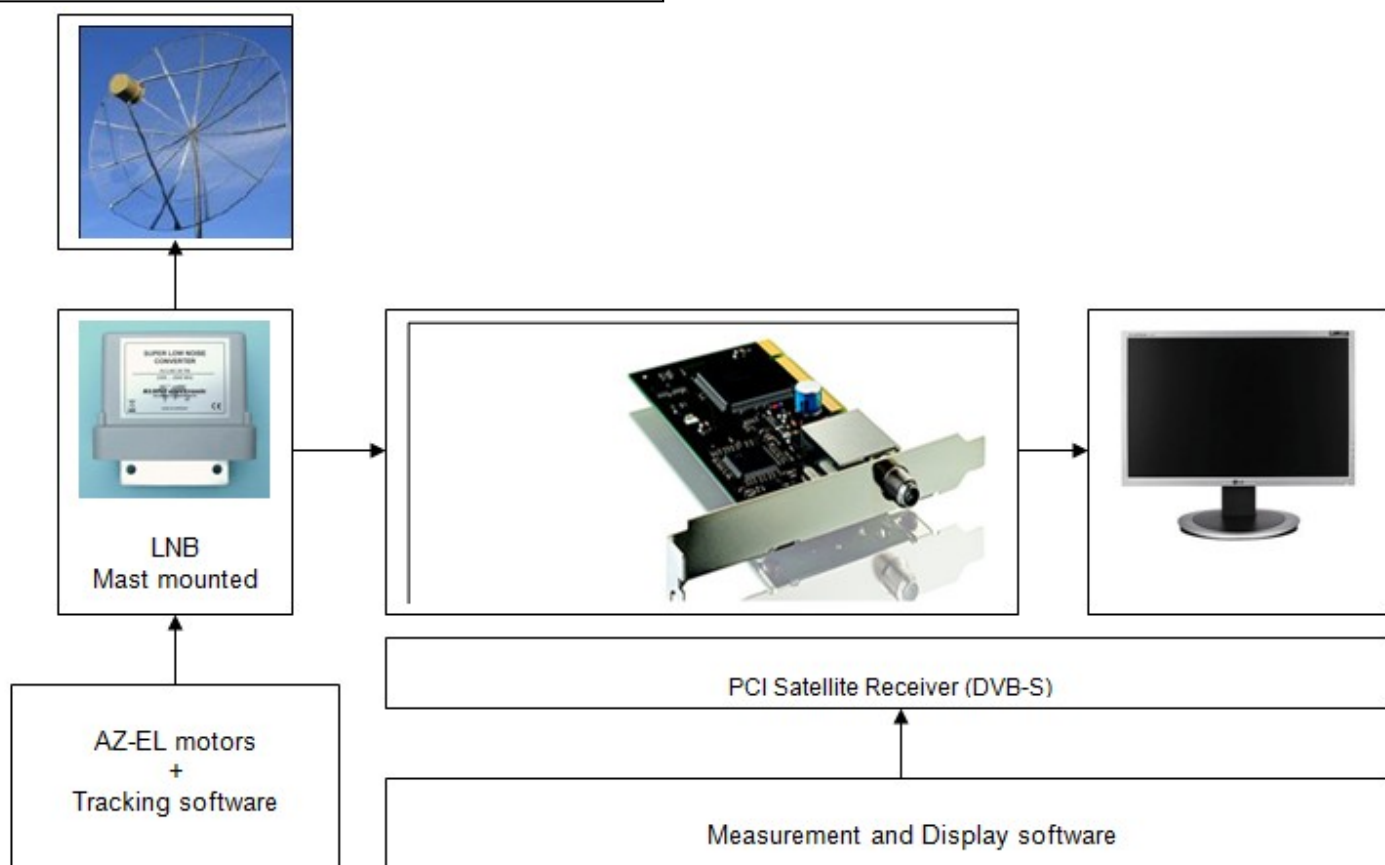 SUPER LOW NOISE
CONVERTER
LNB
Mast mounted
AZ-EL motors
+
Tracking software
PCI Satellite Receiver (DVB-S)
Measurement and Display software